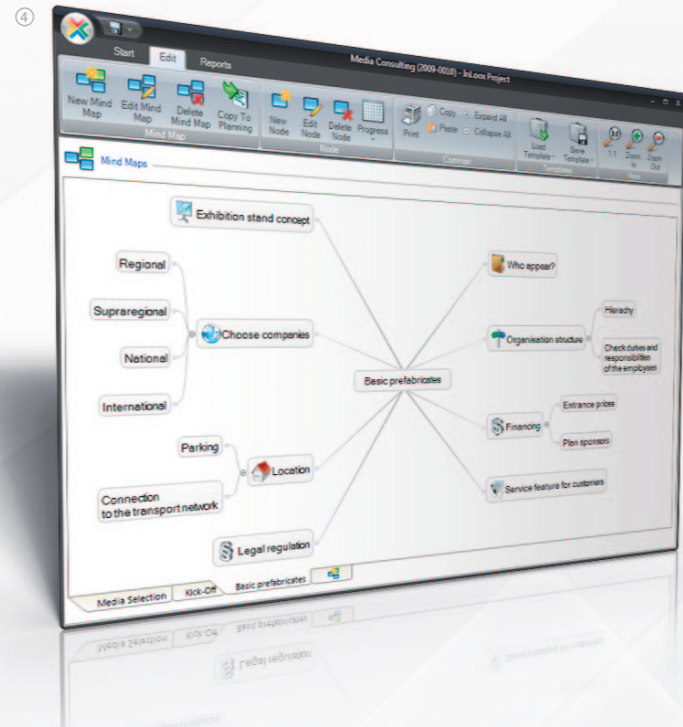 ④
Media Consulting (2009-0010) - InLoox Project
Start Edit Reports
New Mind Map
Edit Mind Map
Delete Mind Map
Copy To Planning
Mind Map
New Node
Edit Node
Delete Node
Progress
Node
Print
Copy
Paste
Expand All
Collapse All
Common
Load Template
Save Template
Templates
1:1
Zoom In
Zoom Out
View
Mind Maps
Exhibition stand concept
Regional
Supraregional
National
International
Choose companies
Parking
Connection
to the transport network
Location
Legal regulation
Basic prefabricates
Who appear?
Organisation structure
Hierachy
Check duties and
responsibilities
of the employees
Financing
Entrance prices
Plan sponsors
Service feature for customers
Media Selection Kick-Off Basic prefabricates